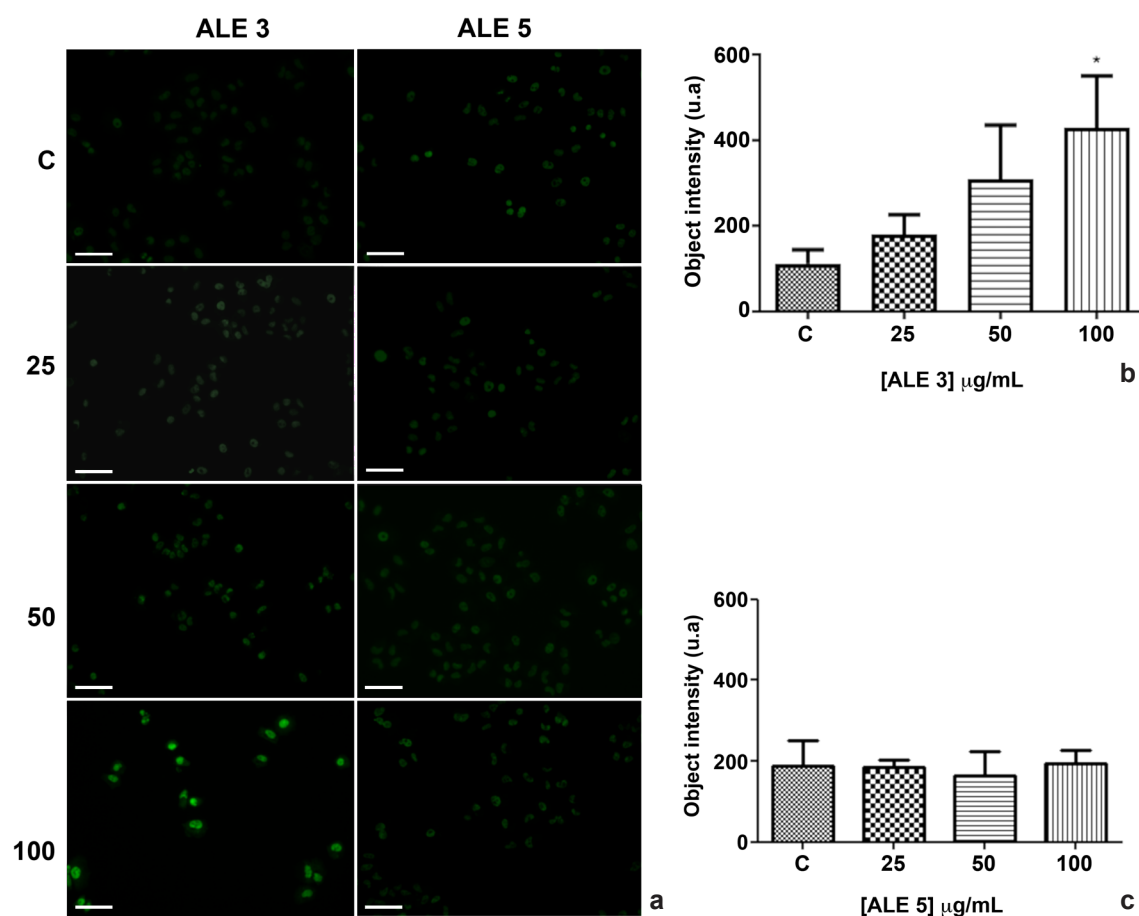 ALE 3 ALE 5
C
25
50
100
a
600
400
200
0
Object intensity (u.a)
*
C 25 50 100
[ALE 3] μg/mL
b
600
400
200
0
Object intensity (u.a)
C 25 50 100
[ALE 5] μg/mL
c